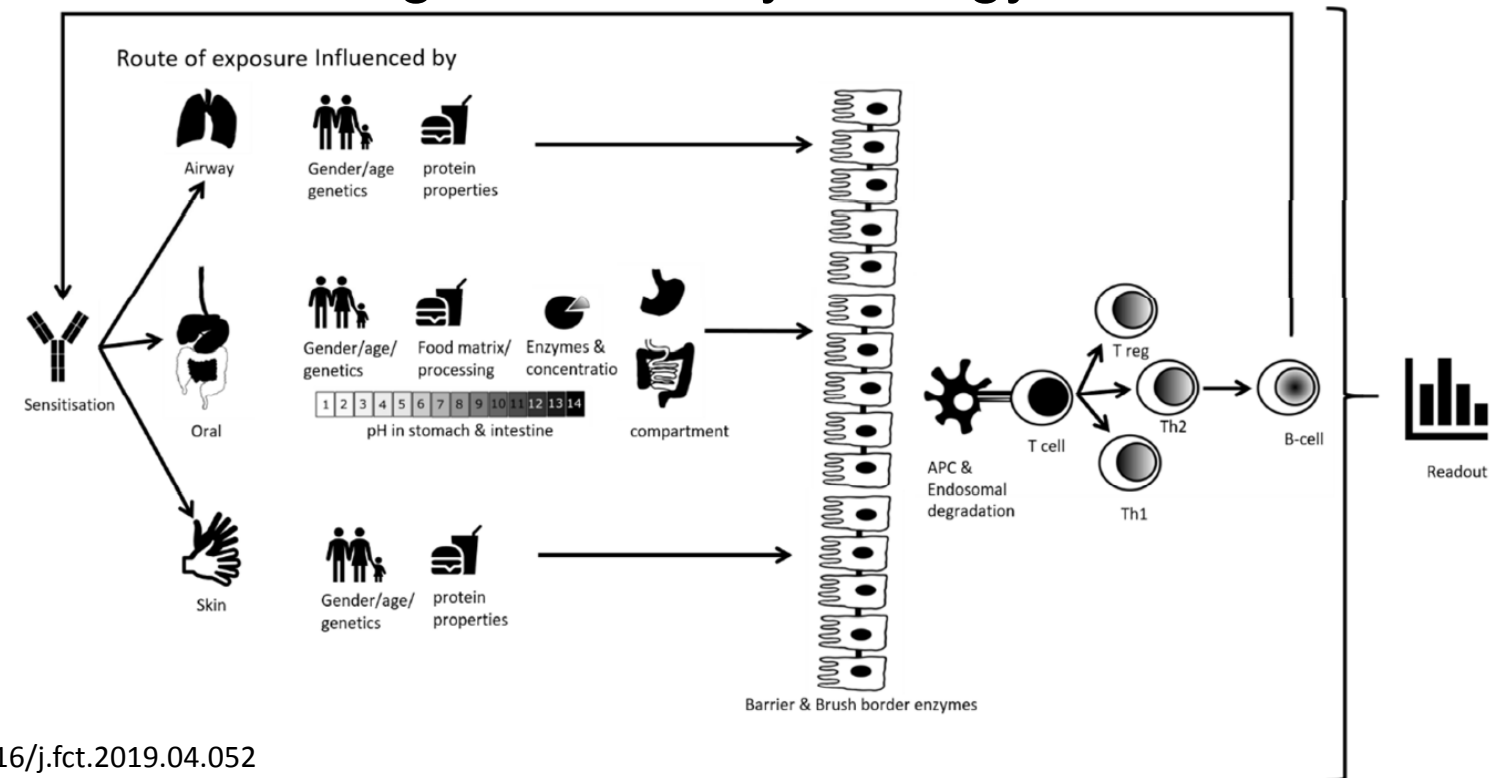 Route of exposure Influenced by
Airway
Gender/age
genetics
protein
properties
Sensitisation
Oral
Gender/age/
genetics
Food matrix/
processing
Enzymes &
concentratio
1 2 3 4 5 6 7 8 9 10 11 12 13 14
pH in stomach & intestine
compartment
Skin
Gender/age/
genetics
protein
properties
Barrier & Brush border enzymes
APC &
Endosomal
degradation
T cell
T reg
Th2
Th1
B-cell
Readout
16/j.fct.2019.04.052